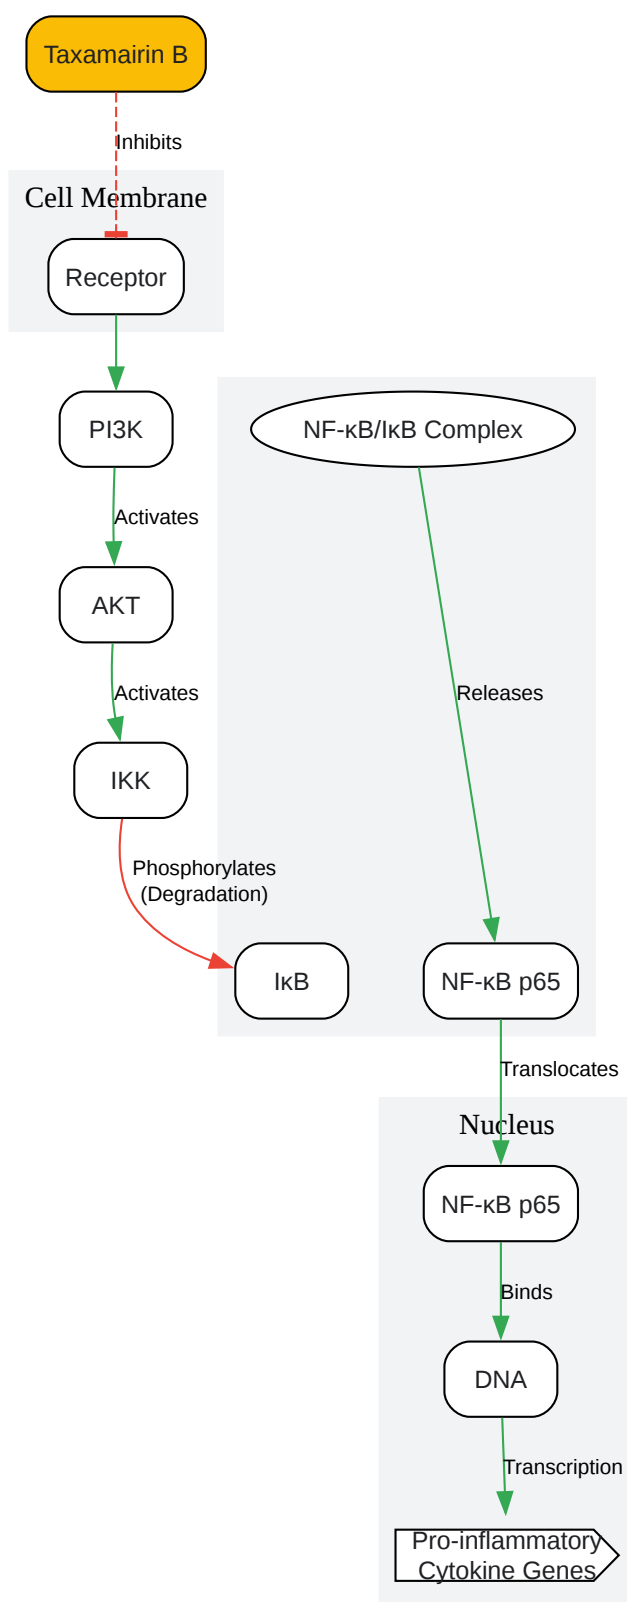 Taxamairin B
Inhibits
Cell Membrane
Receptor
PI3K
NF-κB/IκB Complex
Activates
AKT
Activates
Releases
IKK
Phosphorylates
(Degradation)
IκB
NF-κB p65
Translocates
Nucleus
NF-κB p65
Binds
DNA
Transcription
Pro-inflammatory
Cytokine Genes